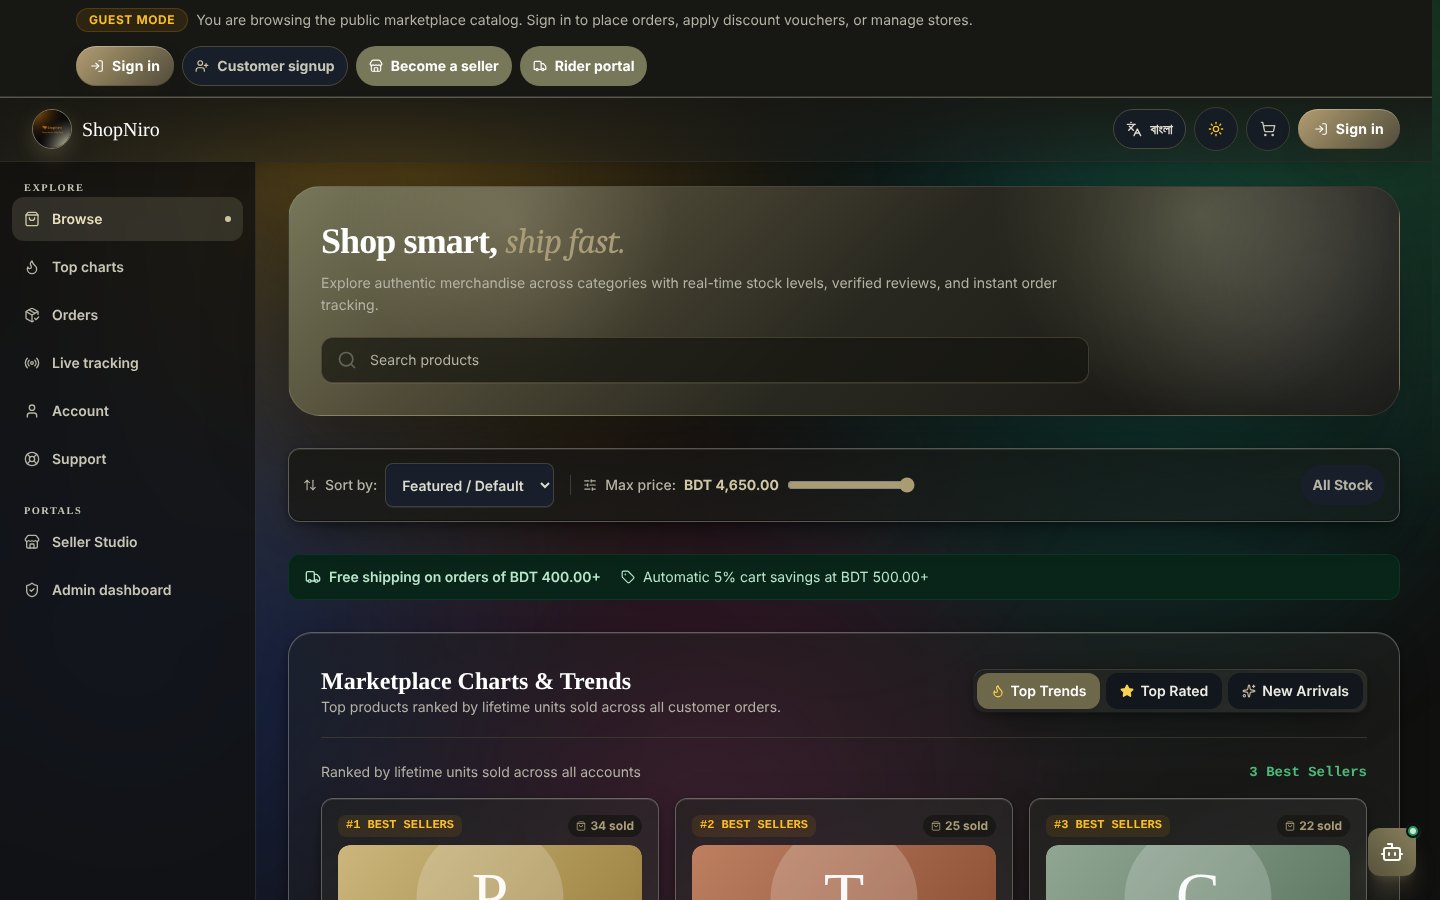 GUEST MODE You are browsing the public marketplace catalog. Sign in to place orders, apply discount vouchers, or manage stores.
Sign in Customer signup Become a seller Rider portal
ShopNiro বাংলা Sign in
EXPLORE
Browse
Top charts
Orders
Live tracking
Account
Support
PORTALS
Seller Studio
Admin dashboard
Shop smart, ship fast.
Explore authentic merchandise across categories with real-time stock levels, verified reviews, and instant order
tracking.
Search products
Sort by: Featured / Default Max price: BDT 4,650.00 All Stock
Free shipping on orders of BDT 400.00+ Automatic 5% cart savings at BDT 500.00+
Marketplace Charts & Trends
Top products ranked by lifetime units sold across all customer orders.
Top Trends Top Rated New Arrivals
Ranked by lifetime units sold across all accounts 3 Best Sellers
#1 BEST SELLERS 34 sold #2 BEST SELLERS 25 sold #3 BEST SELLERS 22 sold
T